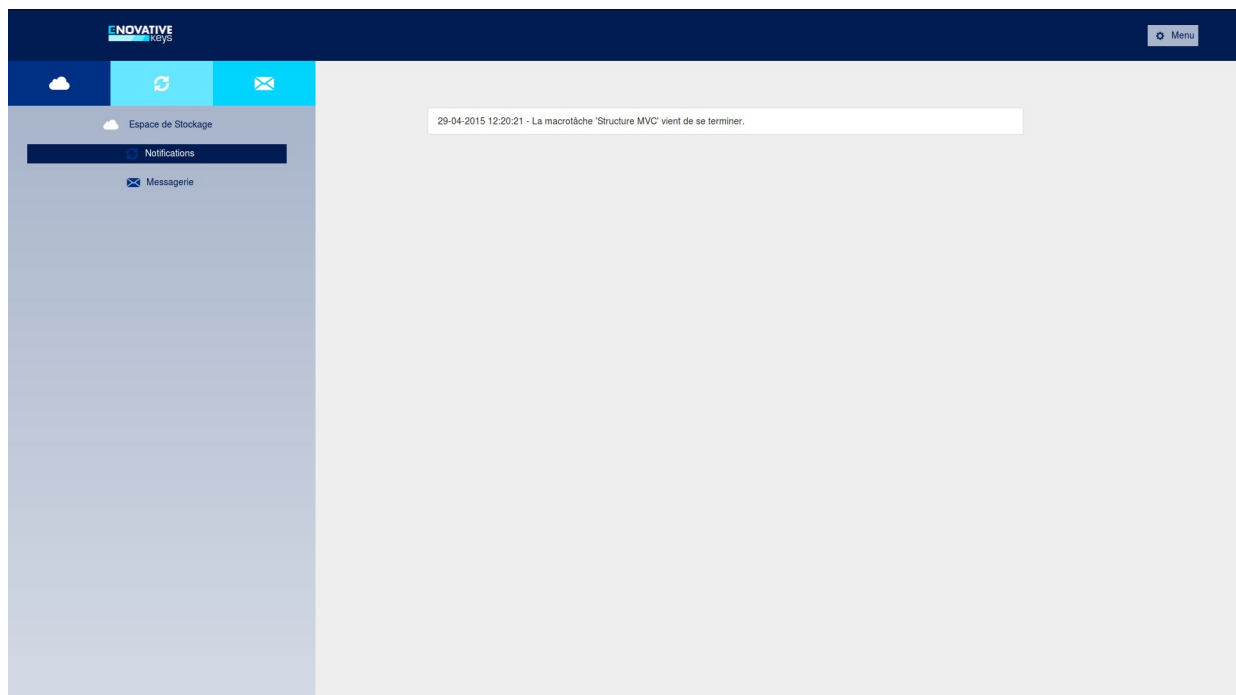 ENOVATIVE
Keys
Menu
Espace de Stockage
Notifications
Messagerie
29-04-2015 12:20:21 - La macrotâche 'Structure MVC' vient de se terminer.